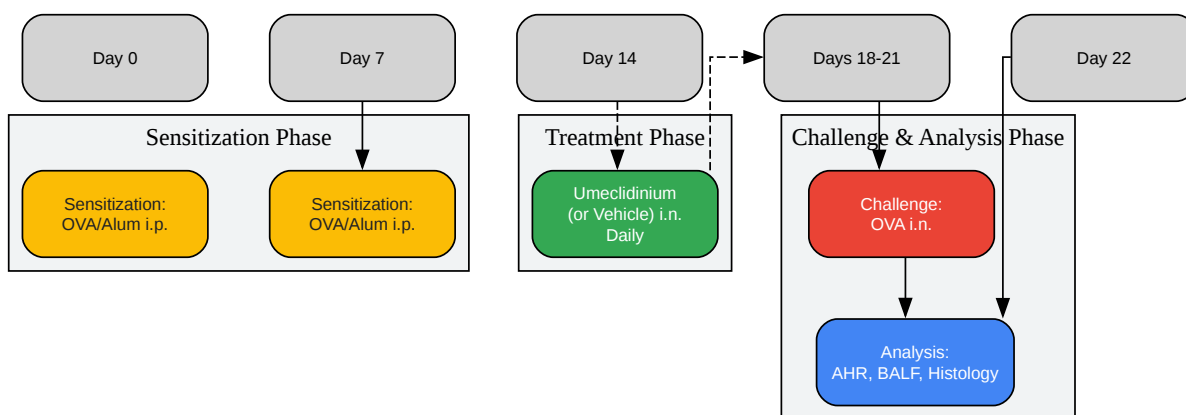 Day 0
Day 7
Day 14
Days 18-21
Day 22
Sensitization Phase
Treatment Phase
Challenge & Analysis Phase
Sensitization:
OVA/Alum i.p.
Sensitization:
OVA/Alum i.p.
Umeclidinium
(or Vehicle) i.n.
Daily
Challenge:
OVA i.n.
Analysis:
AHR, BALF, Histology